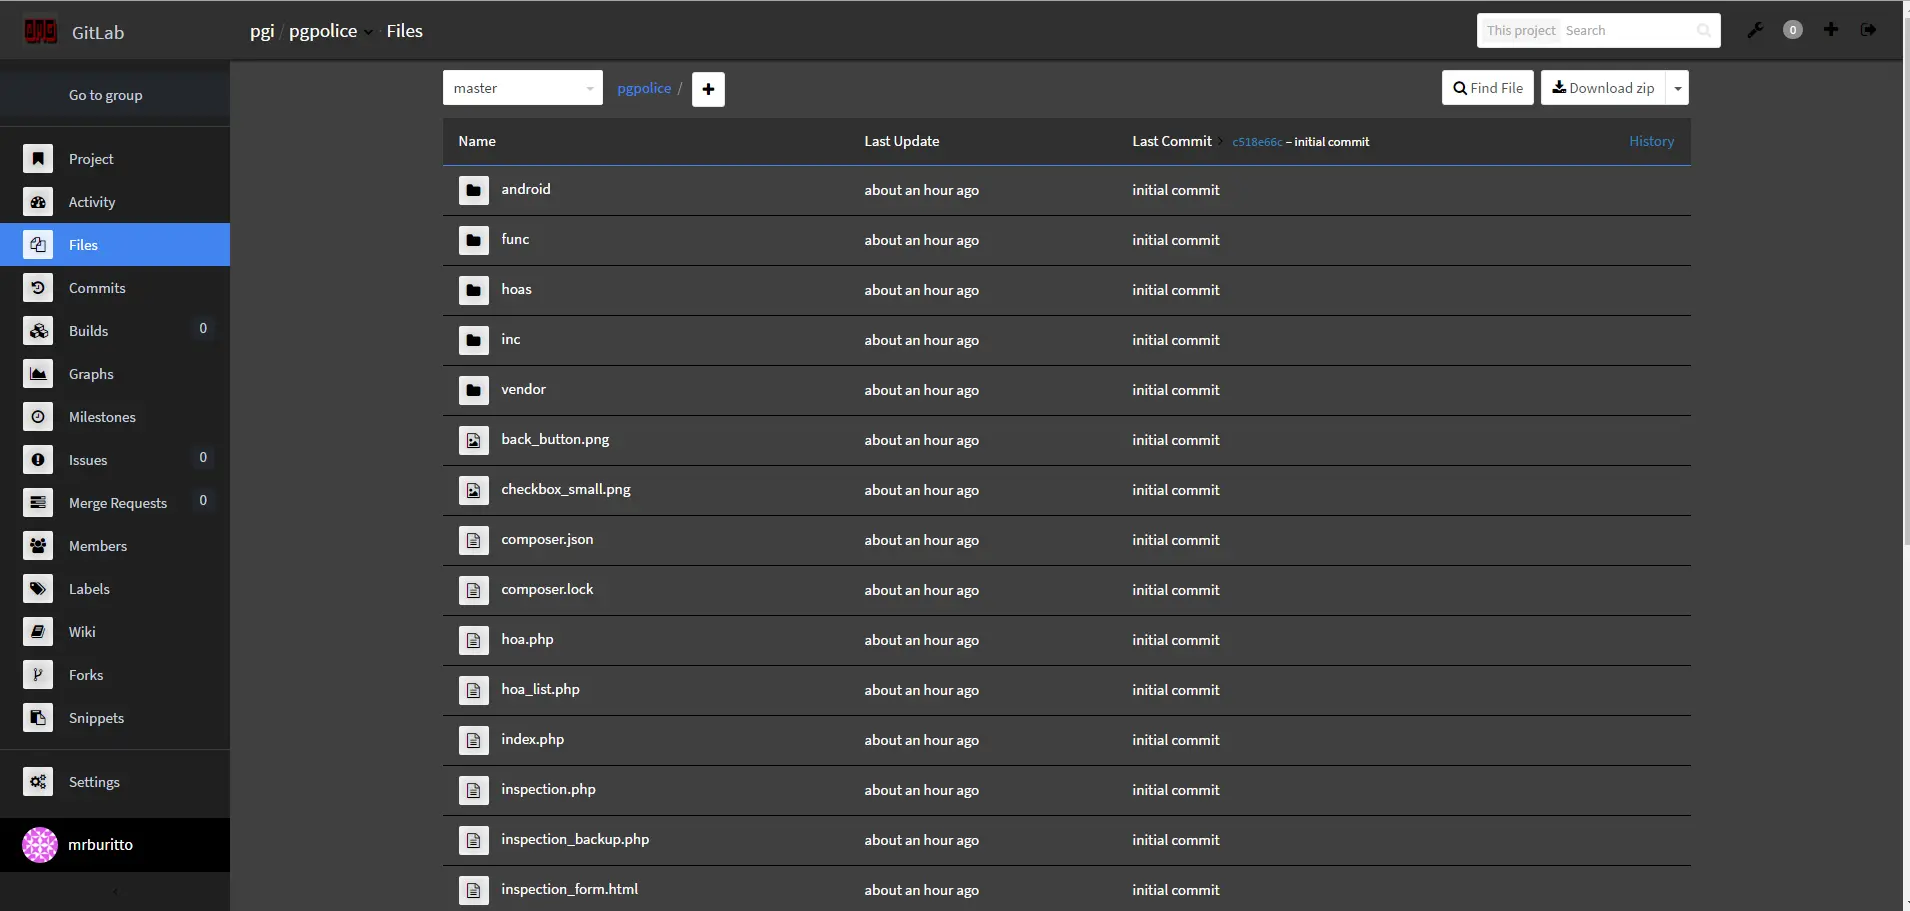 GitLab
pgi / pgpolice Files
This project Search
0
Go to group
Project
Activity
Files
Commits
Builds 0
Graphs
Milestones
Issues 0
Merge Requests 0
Members
Labels
Wiki
Forks
Snippets
Settings
mrburitto
master pgpolice / +
Find File Download zip
Name Last Update Last Commit > c518e66c – initial commit History
android about an hour ago initial commit
func about an hour ago initial commit
hoas about an hour ago initial commit
inc about an hour ago initial commit
vendor about an hour ago initial commit
back_button.png about an hour ago initial commit
checkbox_small.png about an hour ago initial commit
composer.json about an hour ago initial commit
composer.lock about an hour ago initial commit
hoa.php about an hour ago initial commit
hoa_list.php about an hour ago initial commit
index.php about an hour ago initial commit
inspection.php about an hour ago initial commit
inspection_backup.php about an hour ago initial commit
inspection_form.html about an hour ago initial commit